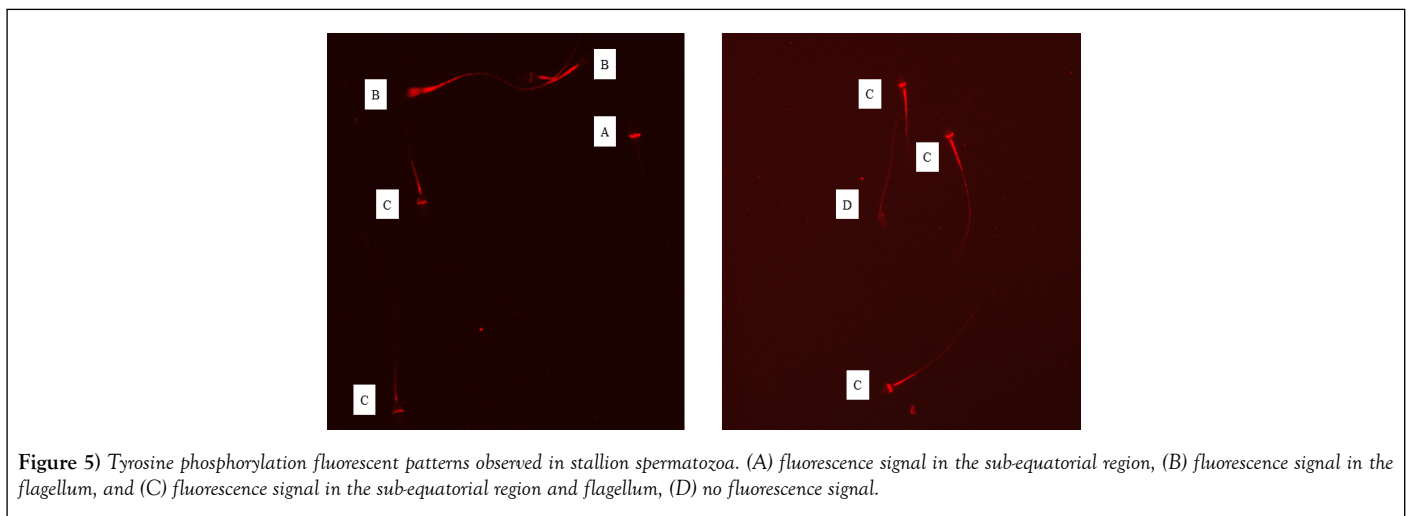 B
B
A
C
C
C
C
D
C
Figure 5) Tyrosine phosphorylation fluorescent patterns observed in stallion spermatozoa. (A) fluorescence signal in the sub-equatorial region, (B) fluorescence signal in the
flagellum, and (C) fluorescence signal in the sub-equatorial region and flagellum, (D) no fluorescence signal.